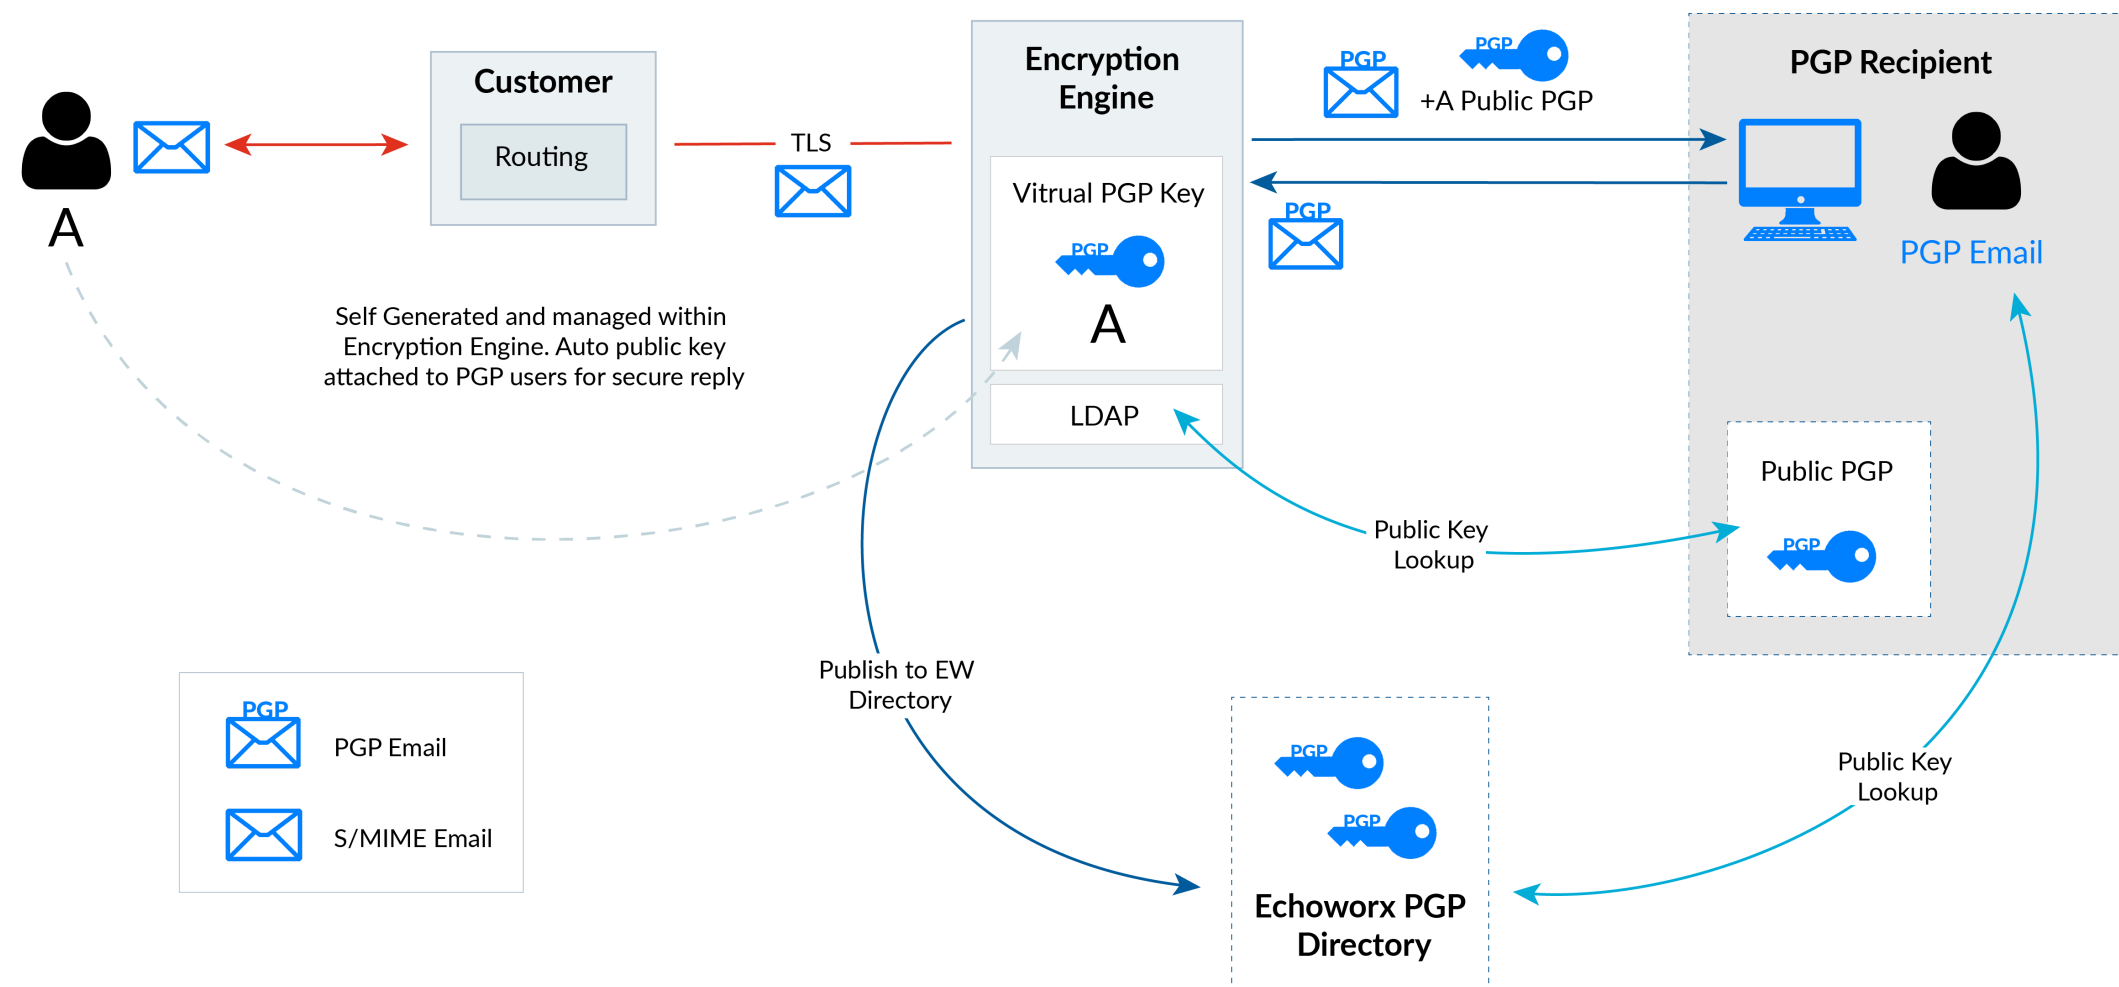 Customer
Routing
A
TLS
Encryption
Engine
Vitrual PGP Key
PGP
A
LDAP
PGP
PGP
+A Public PGP
PGP
PGP Recipient
PGP Email
Public PGP
PGP
Self Generated and managed within
Encryption Engine. Auto public key
attached to PGP users for secure reply
Public Key
Lookup
Publish to EW
Directory
PGP
PGP Email
S/MIME Email
PGP
PGP
Echoworx PGP
Directory
Public Key
Lookup